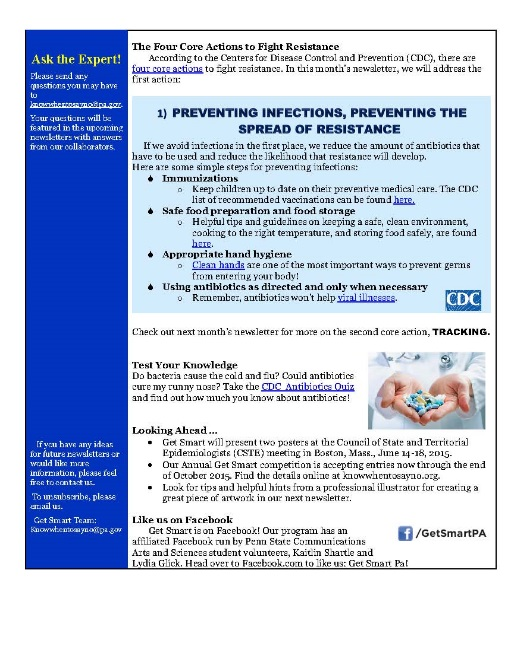 Ask the Expert!
Please send any
questions you may have
to
knowwhentosayno@pa.gov.
Your questions will be
featured in the upcoming
newsletters with answers
from our collaborators.
If you have any ideas
for future newsletters or
would like more
information, please feel
free to contact us.
To unsubscribe, please
email us.
Get Smart Team:
Knowwhentosayno@pa.gov
The Four Core Actions to Fight Resistance
According to the Centers for Disease Control and Prevention (CDC), there are
four core actions to fight resistance. In this month's newsletter, we will address the
first action:
1) PREVENTING INFECTIONS, PREVENTING THE
SPREAD OF RESISTANCE
If we avoid infections in the first place, we reduce the amount of antibiotics that
have to be used and reduce the likelihood that resistance will develop.
Here are some simple steps for preventing infections:
Immunizations
o Keep children up to date on their preventive medical care. The CDC
list of recommended vaccinations can be found here.
Safe food preparation and food storage
o Helpful tips and guidelines on keeping a safe, clean environment,
cooking to the right temperature, and storing food safely, are found
here.
Appropriate hand hygiene
o Clean hands are one of the most important ways to prevent germs
from entering your body!
Using antibiotics as directed and only when necessary
o Remember, antibiotics won't help viral illnesses.
CDC
Check out next month's newsletter for more on the second core action, TRACKING.
Test Your Knowledge
Do bacteria cause the cold and flu? Could antibiotics
cure my runny nose? Take the CDC Antibiotics Quiz
and find out how much you know about antibiotics!
Looking Ahead ...
• Get Smart will present two posters at the Council of State and Territorial
Epidemiologists (CSTE) meeting in Boston, Mass., June 14-18, 2015.
• Our Annual Get Smart competition is accepting entries now through the end
of October 2015. Find the details online at knowwhentosayno.org.
• Look for tips and helpful hints from a professional illustrator for creating a
great piece of artwork in our next newsletter.
Like us on Facebook
Get Smart is on Facebook! Our program has an
affiliated Facebook run by Penn State Communications
Arts and Sciences student volunteers, Kaitlin Shartle and
Lydia Glick. Head over to Facebook.com to like us: Get Smart Pa!
f /GetSmartPA